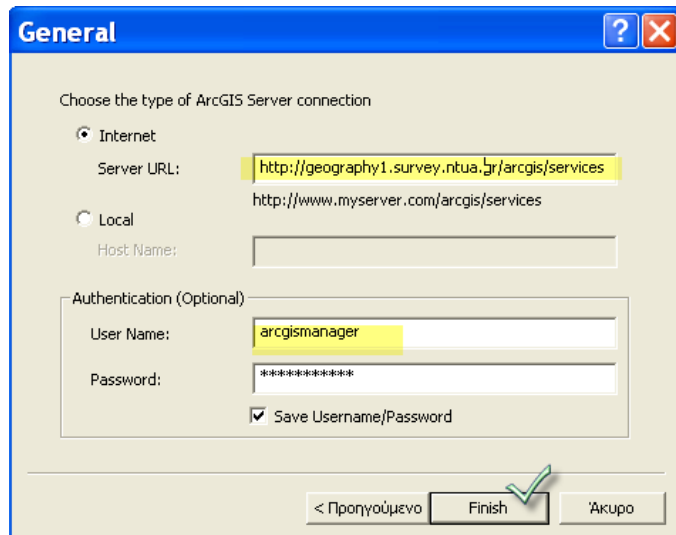 General
Choose the type of ArcGIS Server connection
Internet
Server URL: http://geography1.survey.ntua.gr/arcgis/services
http://www.myserver.com/arcgis/services
Local
Host Name:
Authentication (Optional)
User Name: arcgismanager
Password: ***********
Save Username/Password
< Προηγούμενο Finish Άκυρο